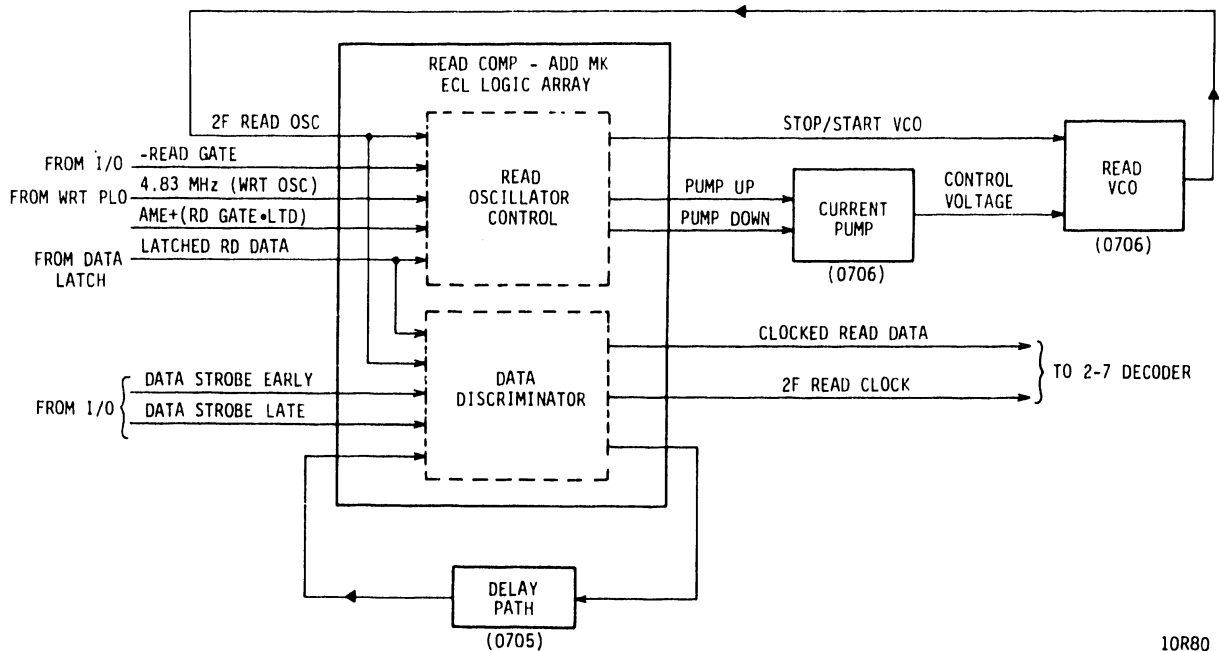 READ COMP - ADD MK
ECL LOGIC ARRAY
2F READ OSC
FROM I/O
-READ GATE
FROM WRT PLO
4.83 MHz (WRT OSC)
AME+(RD GATE•LTD)
LATCHED RD DATA
FROM DATA
LATCH
READ
OSCILLATOR
CONTROL
STOP/START VCO
PUMP UP
PUMP DOWN
CURRENT
PUMP
(0706)
CONTROL
VOLTAGE
READ
VCO
(0706)
FROM I/O
DATA STROBE EARLY
DATA STROBE LATE
DATA
DISCRIMINATOR
CLOCKED READ DATA
2F READ CLOCK
TO 2-7 DECODER
DELAY
PATH
(0705)
10R80